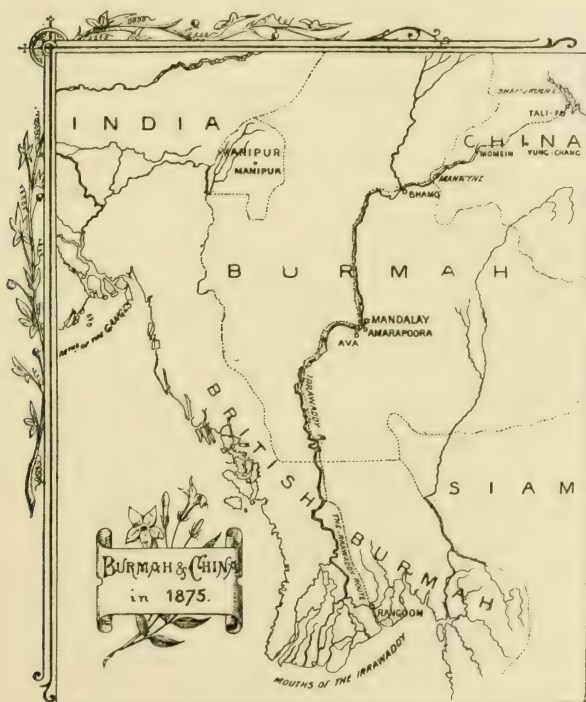 INDIA
MANIPUR
MANIPUR
CHINA
TALI-FU
MOMEIN
YUNG-CHANG
MANWYNE
BHAMO
BURMAH
MANDALAY
AMARAPOORA
AVA
MOUTHS OF THE GANGES
IRRAWADDY R.
BRITISH BURMAH
SIAM
THE IRRAWADDY ROUTE
RANGOON
MOUTHS OF THE IRRAWADDY
BURMAH & CHINA
in 1875.